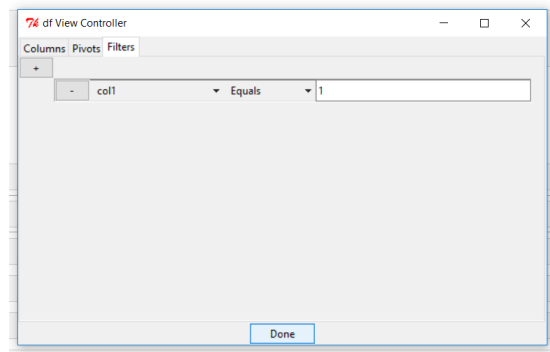 df View Controller
Columns Pivots Filters
+
- col1 Equals 1
Done